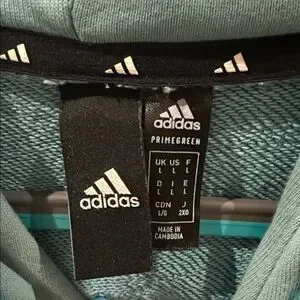 adidas
adidas
PRIMEGREEN
UK US F
L L L
D I E
L L L
CDN J
L/G 2XO
MADE IN
CAMBODIA